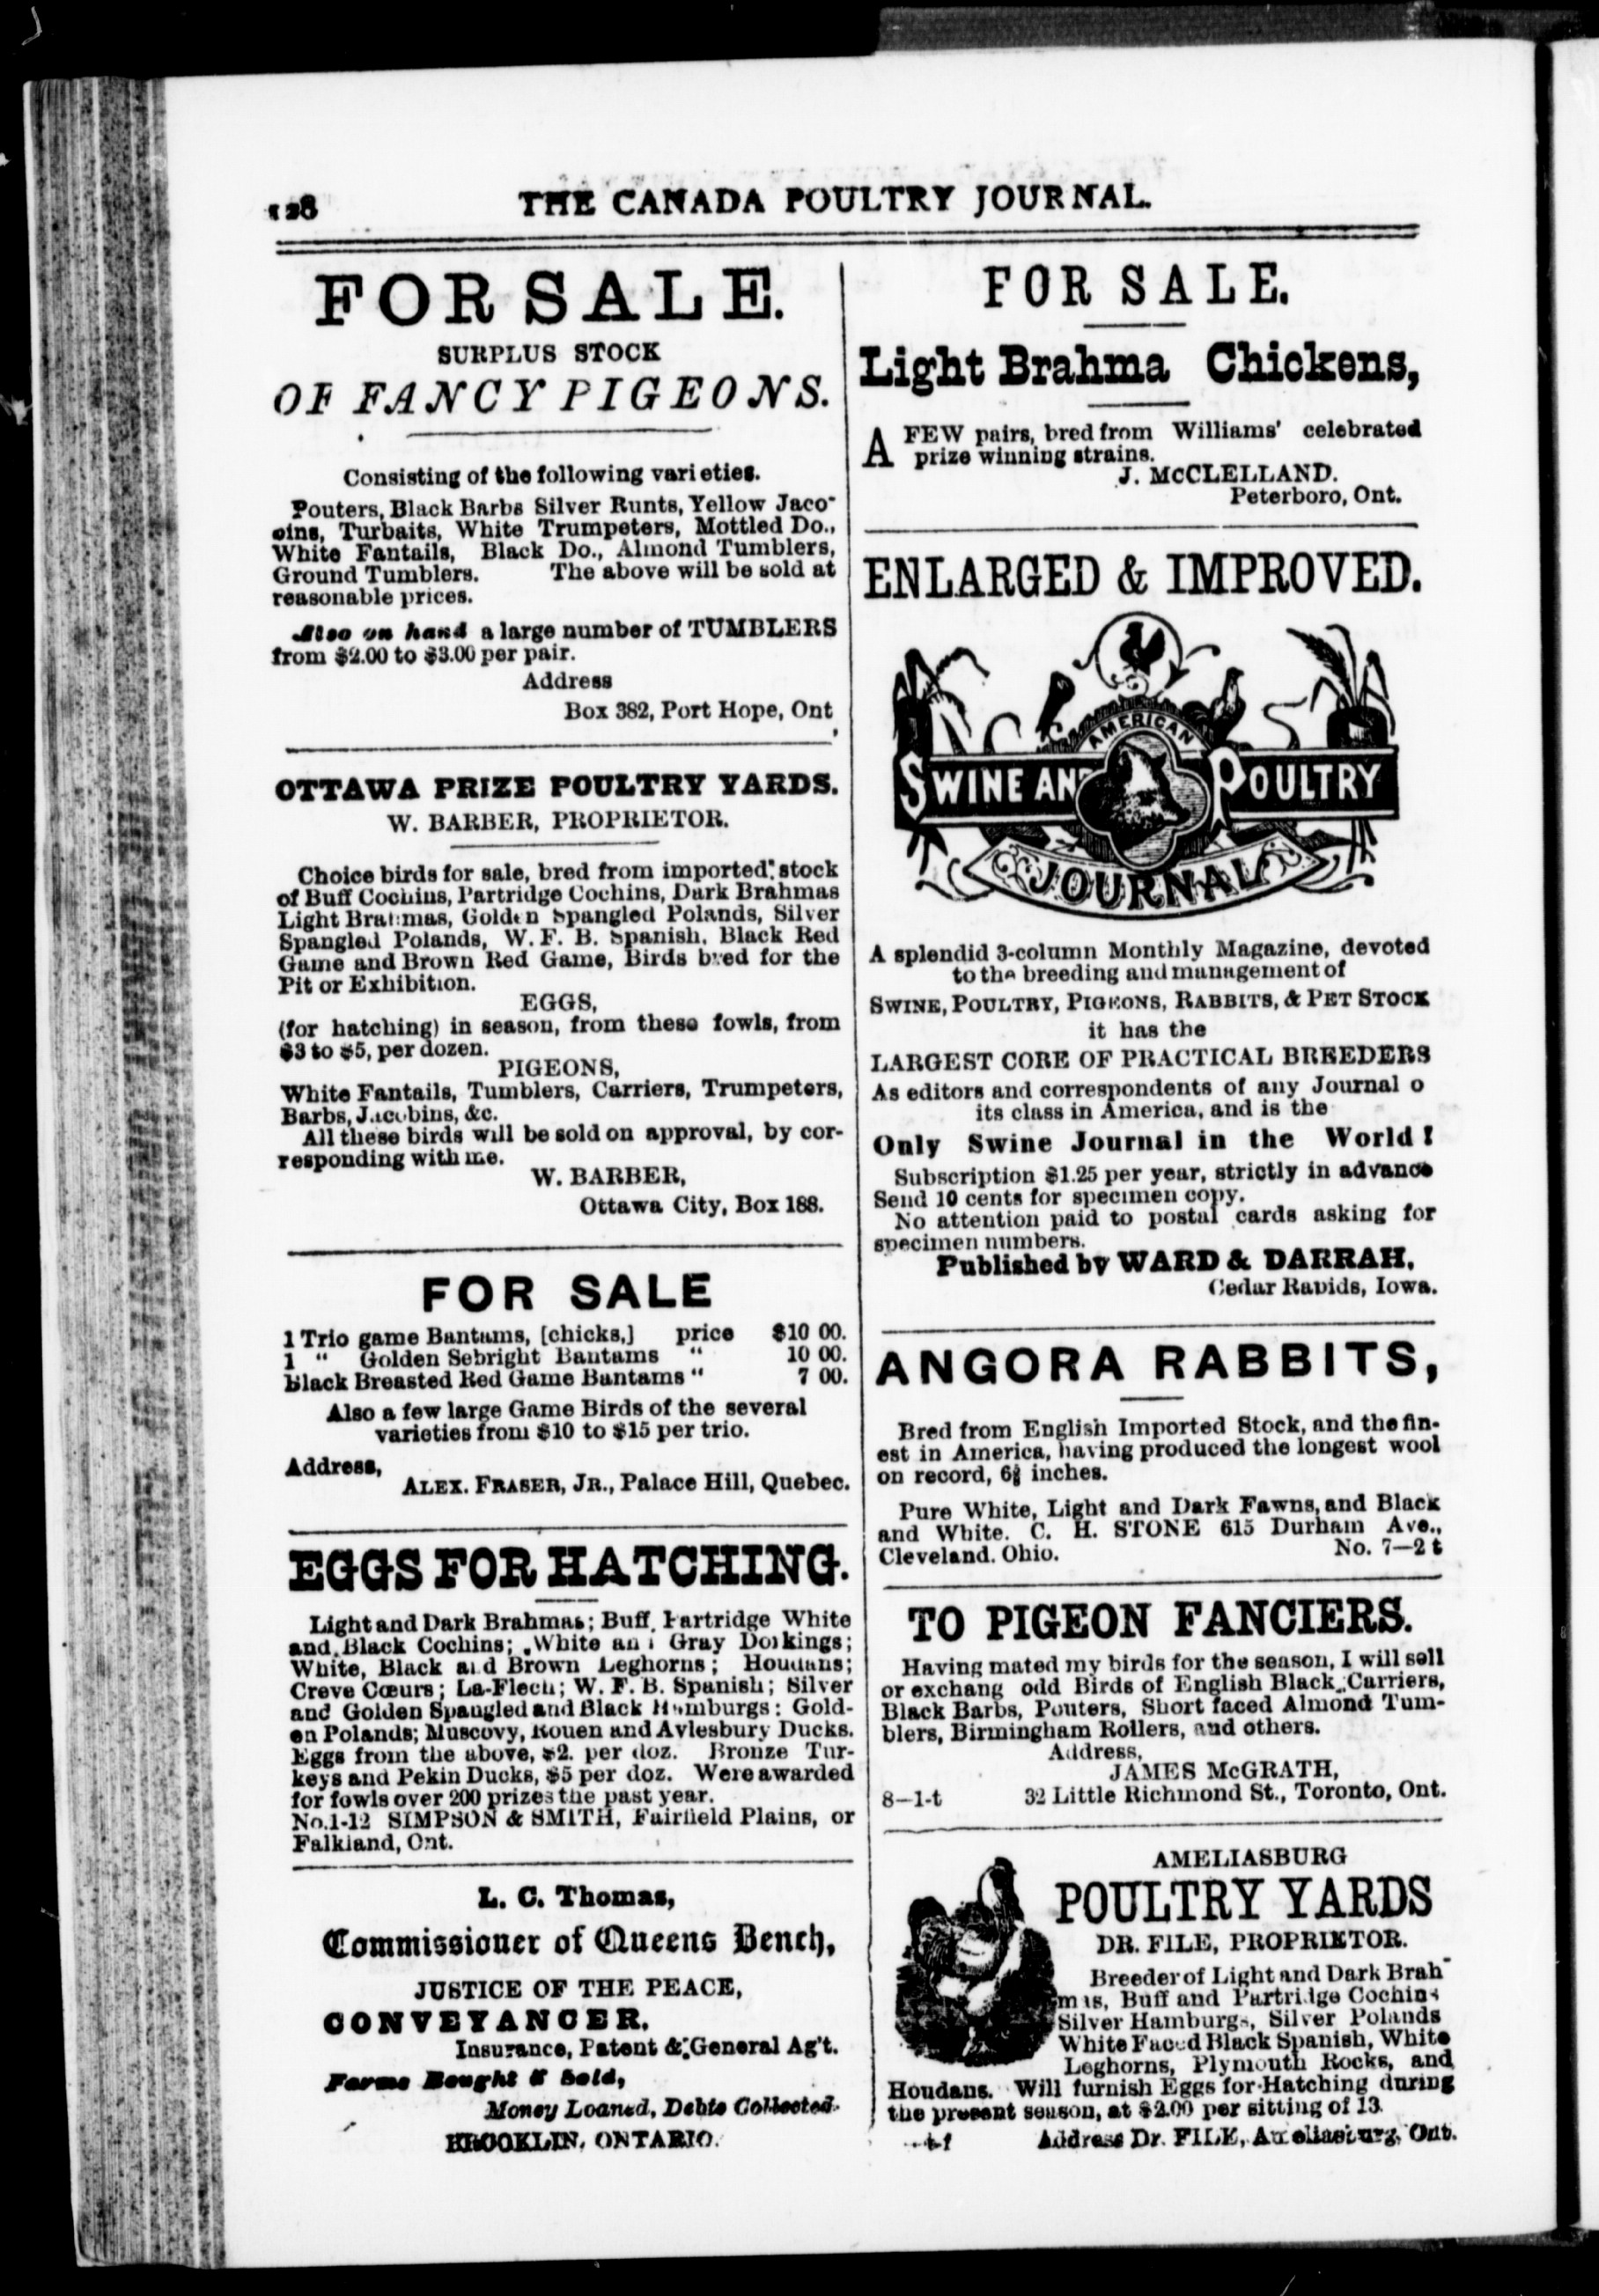 128
THE CANADA POULTRY JOURNAL.
FOR SALE.
SURPLUS STOCK
OF FANCY PIGEONS.
Consisting of the following varieties.
Pouters, Black Barbs Silver Runts, Yellow Jaco-
oins, Turbaits, White Trumpeters, Mottled Do.,
White Fantails, Black Do., Almond Tumblers,
Ground Tumblers. The above will be sold at
reasonable prices.
Also on hand a large number of TUMBLERS
from $2.00 to $3.00 per pair.
Address
Box 382, Port Hope, Ont
OTTAWA PRIZE POULTRY YARDS.
W. BARBER, PROPRIETOR.
Choice birds for sale, bred from imported stock
of Buff Cochins, Partridge Cochins, Dark Brahmas
Light Brahmas, Golden Spangled Polands, Silver
Spangled Polands, W. F. B. Spanish. Black Red
Game and Brown Red Game, Birds bred for the
Pit or Exhibition.
EGGS,
(for hatching) in season, from these fowls, from
$3 to $5, per dozen.
PIGEONS,
White Fantails, Tumblers, Carriers, Trumpeters,
Barbs, Jacobins, &c.
All these birds will be sold on approval, by cor-
responding with me.
W. BARBER,
Ottawa City, Box 188.
FOR SALE
1 Trio game Bantams, [chicks,] price $10 00.
1 " Golden Sebright Bantams " 10 00.
Black Breasted Red Game Bantams " 7 00.
Also a few large Game Birds of the several
varieties from $10 to $15 per trio.
Address,
ALEX. FRASER, JR., Palace Hill, Quebec.
EGGS FOR HATCHING.
Light and Dark Brahmas; Buff, Partridge White
and Black Cochins; White and Gray Dorkings;
White, Black and Brown Leghorns; Houdans;
Creve Cœurs; La-Flech; W. F. B. Spanish; Silver
and Golden Spangled and Black Hamburgs: Gold-
en Polands; Muscovy, Rouen and Aylesbury Ducks.
Eggs from the above, $2. per doz. Bronze Tur-
keys and Pekin Ducks, $5 per doz. Were awarded
for fowls over 200 prizes the past year.
No.1-12 SIMPSON & SMITH, Fairfield Plains, or
Falkland, Ont.
L. C. Thomas,
Commissioner of Queens Bench,
JUSTICE OF THE PEACE,
CONVEYANCER.
Insurance, Patent & General Ag't.
Farms Bought & Sold,
Money Loaned, Debts Collected.
BROOKLIN, ONTARIO.
FOR SALE.
Light Brahma Chickens,
A FEW pairs, bred from Williams' celebrated
prize winning strains.
J. McCLELLAND.
Peterboro, Ont.
ENLARGED & IMPROVED.
AMERICAN
SWINE AND POULTRY
JOURNAL
A splendid 3-column Monthly Magazine, devoted
to the breeding and management of
SWINE, POULTRY, PIGEONS, RABBITS, & PET STOCK
it has the
LARGEST CORE OF PRACTICAL BREEDERS
As editors and correspondents of any Journal o
its class in America, and is the
Only Swine Journal in the World!
Subscription $1.25 per year, strictly in advance
Send 10 cents for specimen copy.
No attention paid to postal cards asking for
specimen numbers.
Published by WARD & DARRAH,
Cedar Rapids, Iowa.
ANGORA RABBITS,
Bred from English Imported Stock, and the fin-
est in America, having produced the longest wool
on record, 6 inches.
Pure White, Light and Dark Fawns, and Black
and White. C. H. STONE 615 Durham Ave.,
Cleveland. Ohio. No. 7—2 t
TO PIGEON FANCIERS.
Having mated my birds for the season, I will sell
or exchang odd Birds of English Black Carriers,
Black Barbs, Pouters, Short faced Almond Tum-
blers, Birmingham Rollers, and others.
Address,
JAMES McGRATH,
8—1-t 32 Little Richmond St., Toronto, Ont.
AMELIASBURG
POULTRY YARDS
DR. FILE, PROPRIETOR.
Breeder of Light and Dark Brah-
mas, Buff and Partridge Cochins
Silver Hamburgs, Silver Polands
White Faced Black Spanish, White
Leghorns, Plymouth Rocks, and
Houdans. Will furnish Eggs for Hatching during
the present season, at $2.00 per sitting of 13.
Address Dr. FILE, Ameliasburg, Ont.